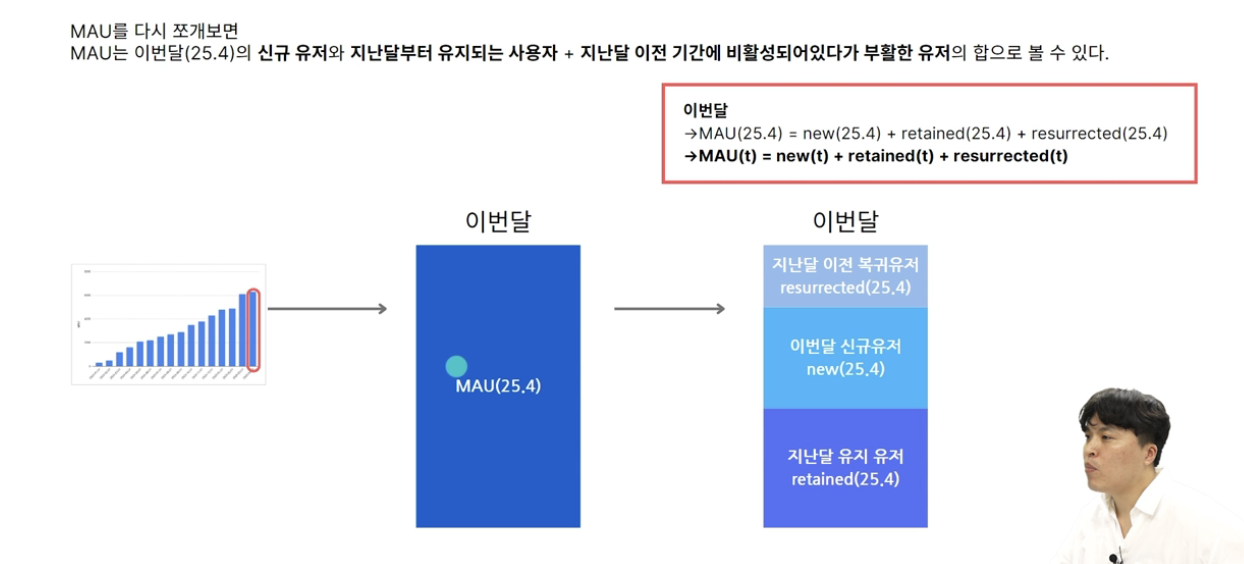 MAU를 다시 쪼개보면
MAU는 이번달(25.4)의 신규 유저와 지난달부터 유지되는 사용자 + 지난달 이전 기간에 비활성되어있다가 부활한 유저의 합으로 볼 수 있다.
이번달
→MAU(25.4) = new(25.4) + retained(25.4) + resurrected(25.4)
→MAU(t) = new(t) + retained(t) + resurrected(t)
이번달
이번달
MAU(25.4)
지난달 이전 복귀유저
resurrected(25.4)
이번달 신규유저
new(25.4)
지난달 유지 유저
retained(25.4)